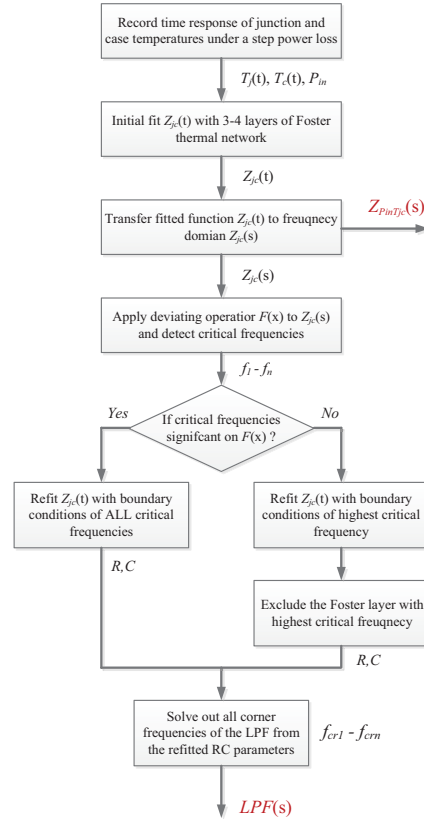 Record time response of junction and
case temperatures under a step power loss
Tj(t), Tc(t), Pin
Initial fit Zjc(t) with 3-4 layers of Foster
thermal network
Zjc(t)
Transfer fitted function Zjc(t) to freuqnecy
domian Zjc(s)
ZPinTjc(s)
Zjc(s)
Apply deviating operatior F(x) to Zjc(s)
and detect critical frequencies
f1 - fn
Yes
If critical frequencies
signifcant on F(x) ?
No
Refit Zjc(t) with boundary
conditions of ALL critical
frequencies
Refit Zjc(t) with boundary
conditions of highest critical
frequency
R,C
Exclude the Foster layer with
highest critical freuqnecy
R,C
Solve out all corner
frequencies of the LPF from
the refitted RC parameters
fcr1 - fcrn
LPF(s)